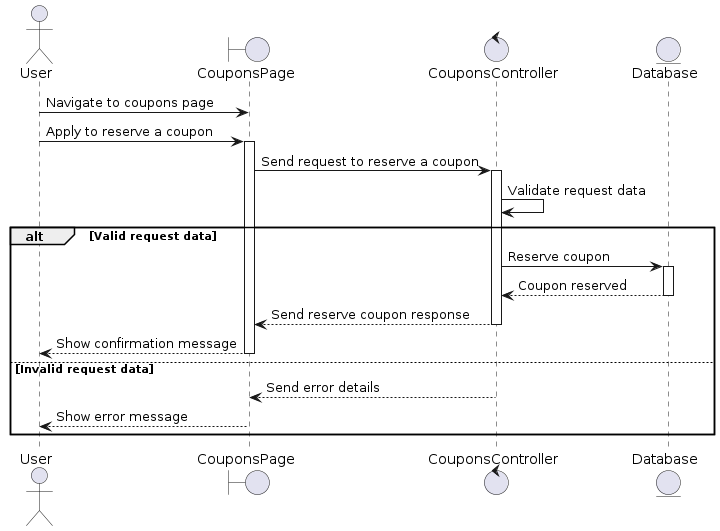 User
CouponsPage
CouponsController
Database
Navigate to coupons page
Apply to reserve a coupon
Send request to reserve a coupon
Validate request data
alt
[Valid request data]
Reserve coupon
Coupon reserved
Send reserve coupon response
Show confirmation message
[Invalid request data]
Send error details
Show error message
User
CouponsPage
CouponsController
Database